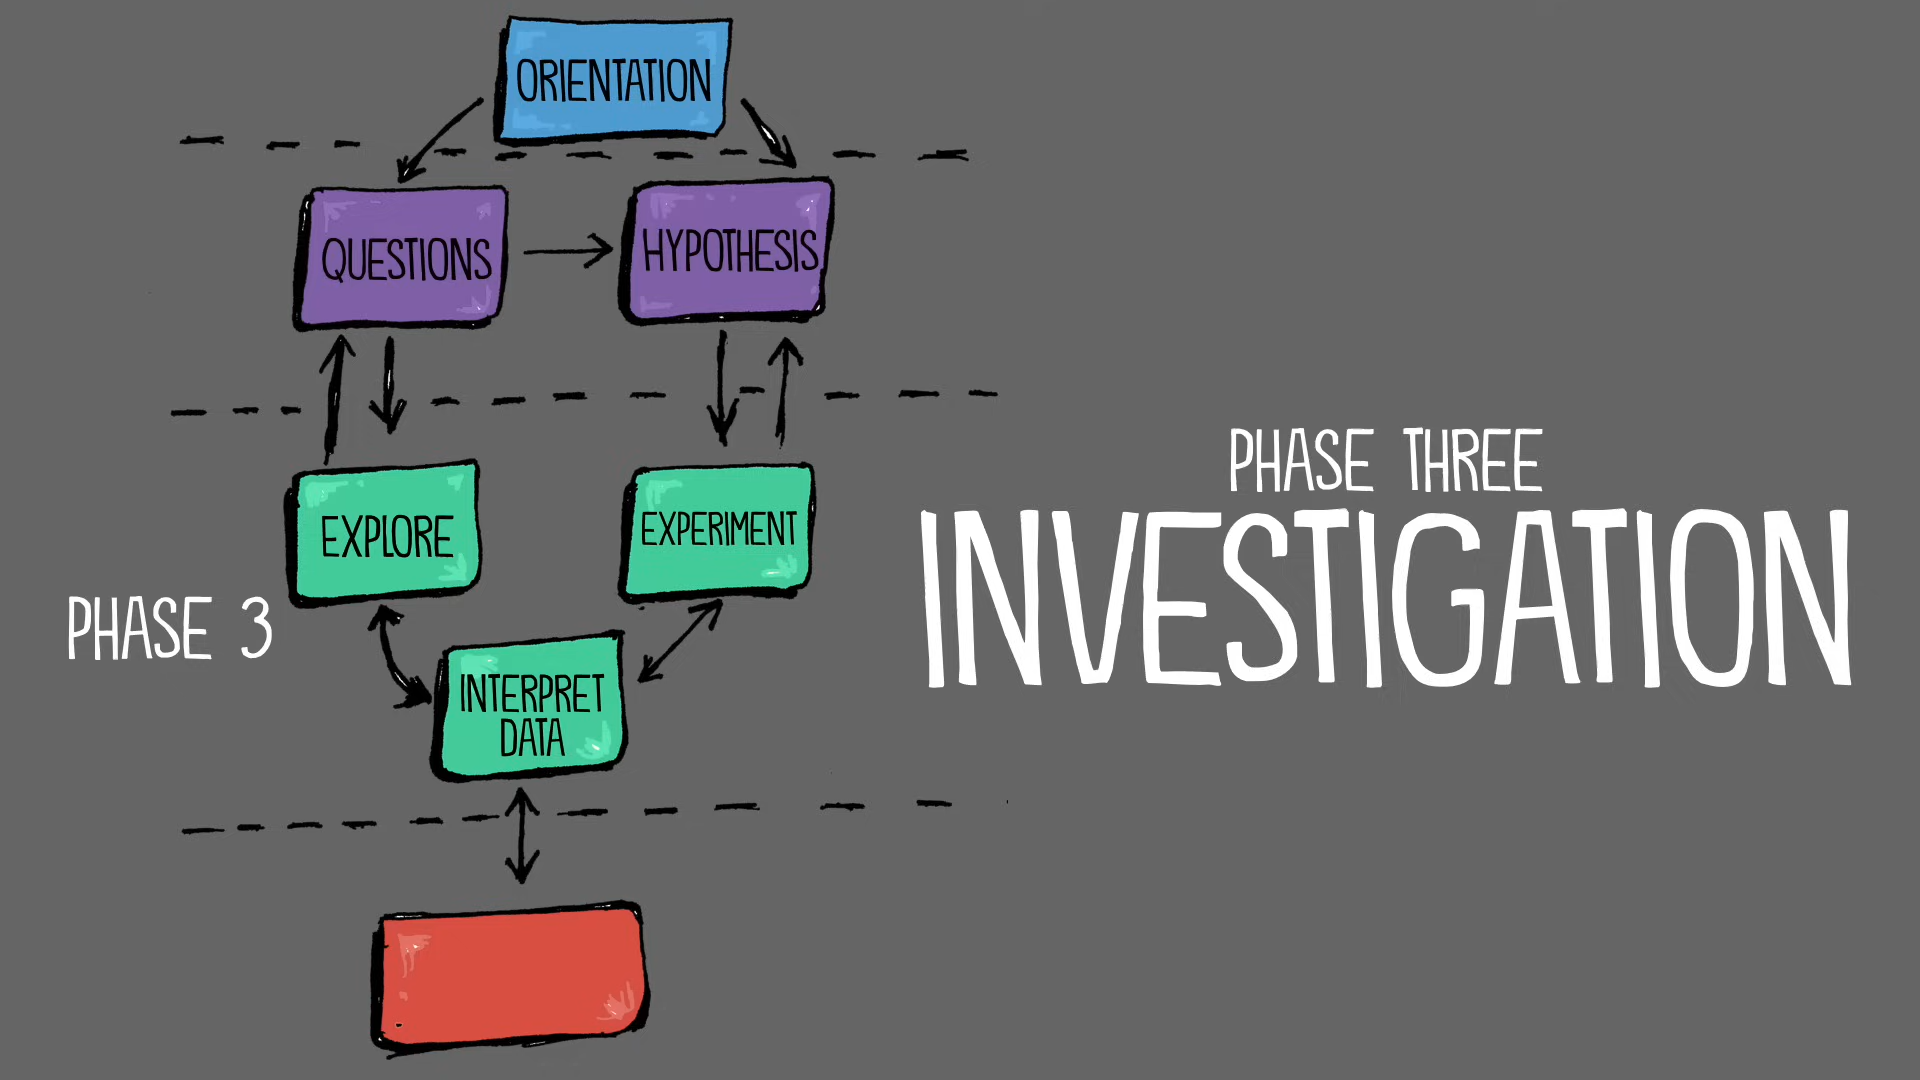 ORIENTATION
QUESTIONS
HYPOTHESIS
EXPLORE
EXPERIMENT
PHASE 3
INTERPRET
DATA
PHASE THREE
INVESTIGATION